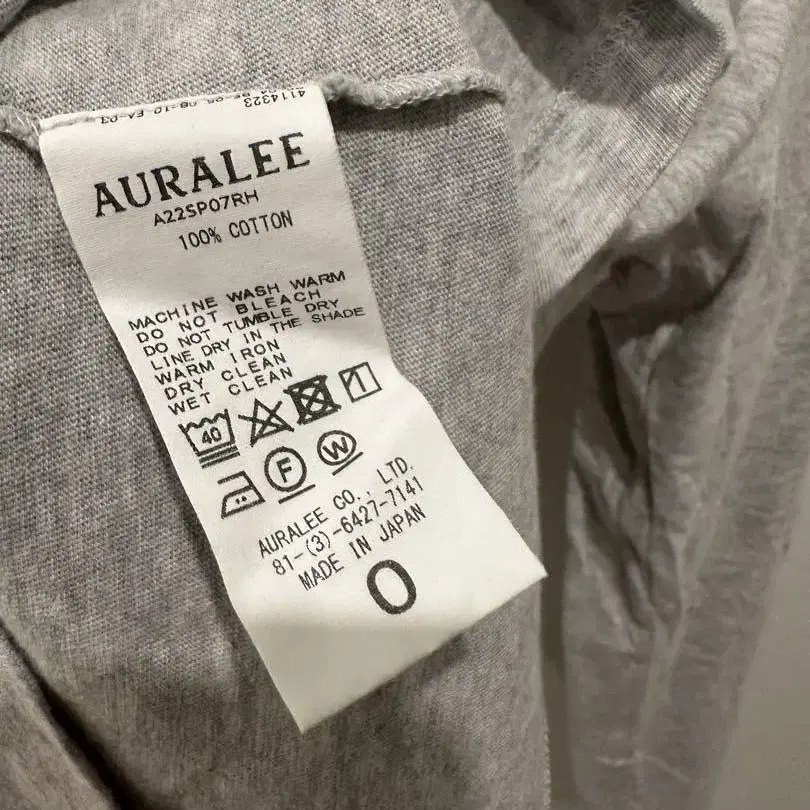 AURALEE
A22SP07RH
100% COTTON
MACHINE WASH WARM
DO NOT BLEACH
DO NOT TUMBLE DRY
LINE DRY IN THE SHADE
WARM IRON
DRY CLEAN
WET CLEAN
40
F W
AURALEE CO., LTD.
81-(3)-6427-7141
MADE IN JAPAN
0